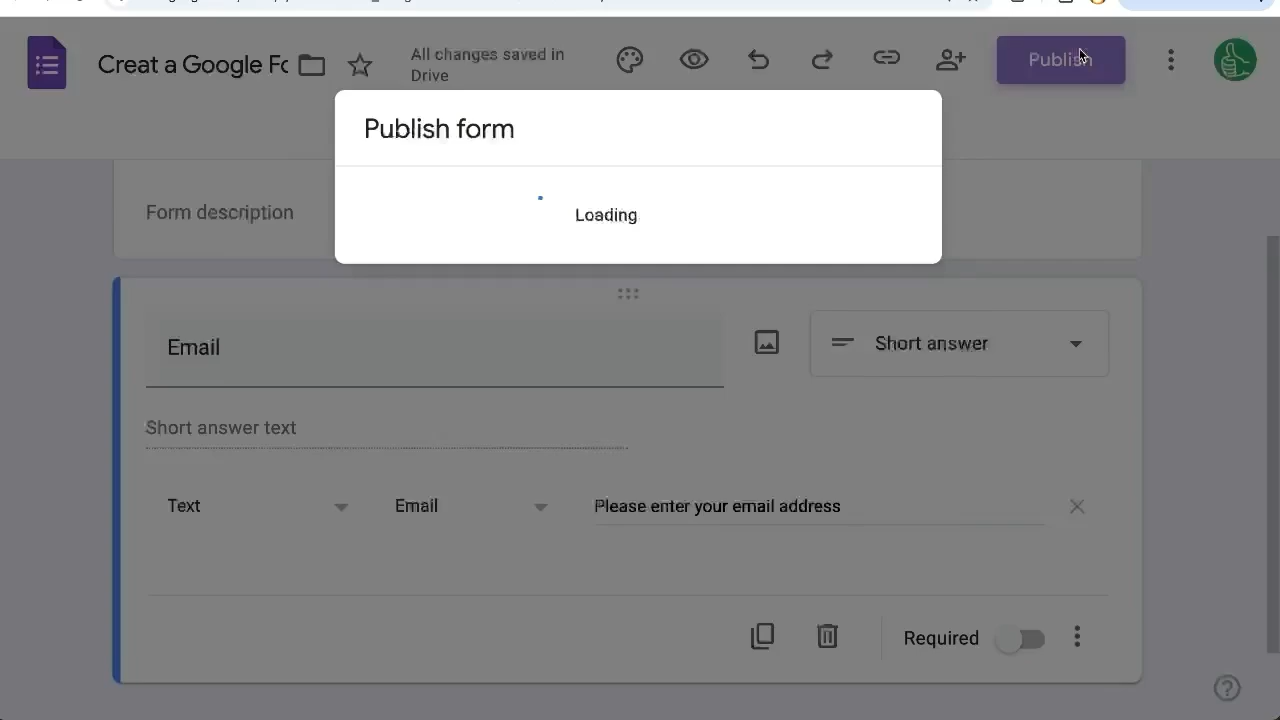 Creat a Google Fo
All changes saved in
Drive
Publish
Publish form
Loading
Form description
Email
Short answer
Short answer text
Text
Email
Please enter your email address
Required